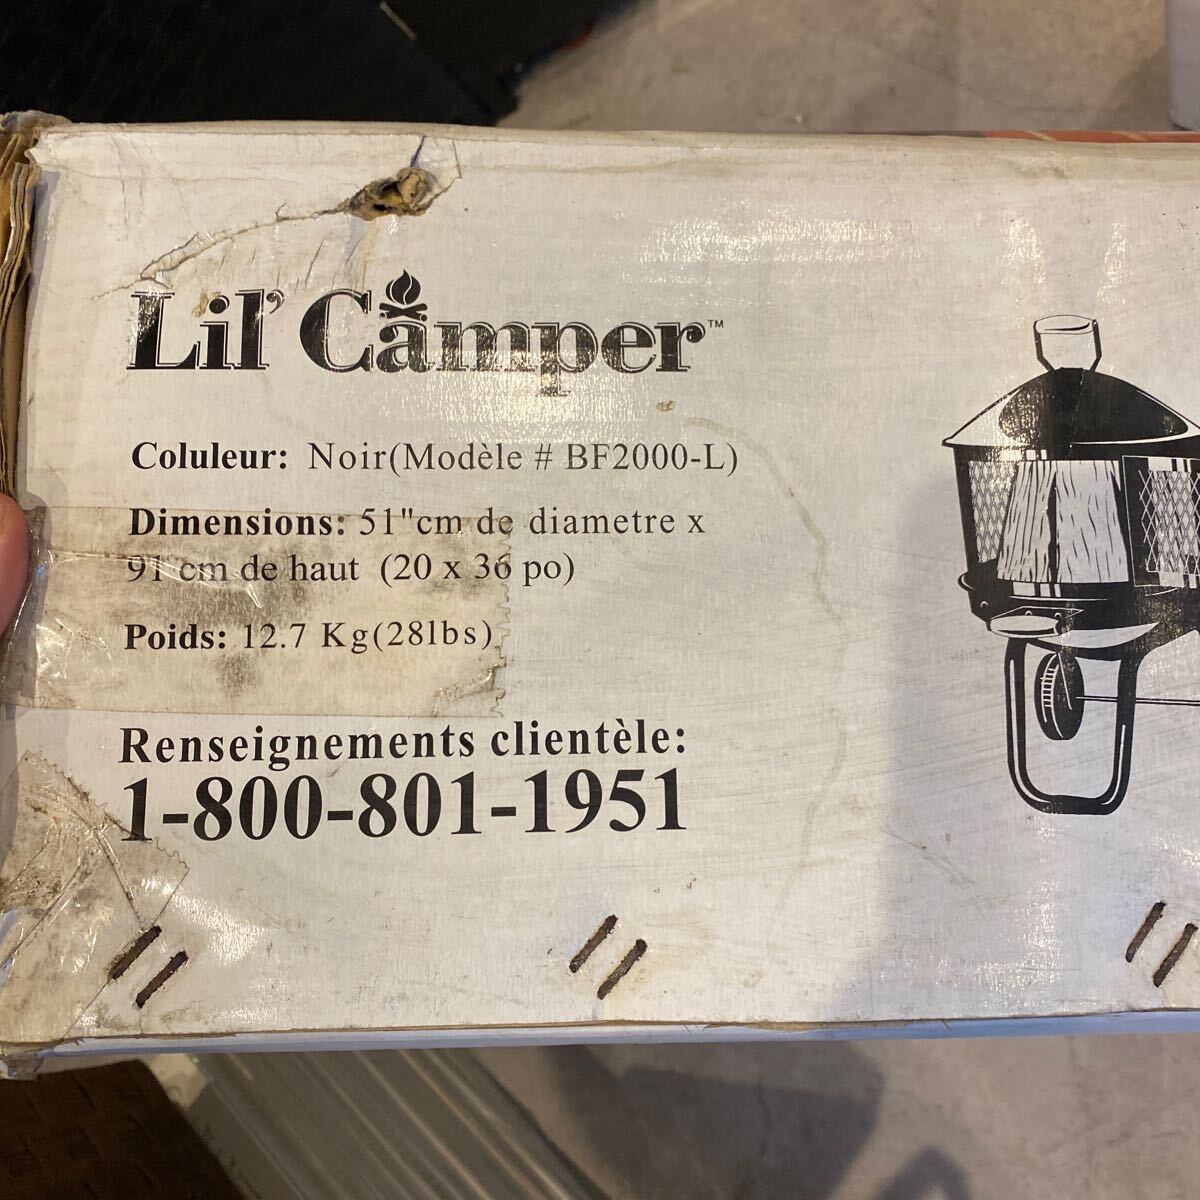 Lil' Camper™
Coluleur: Noir(Modèle # BF2000-L)
Dimensions: 51"cm de diametre x
91 cm de haut (20 x 36 po)
Poids: 12.7 Kg(28lbs)
Renseignements clientèle:
1-800-801-1951